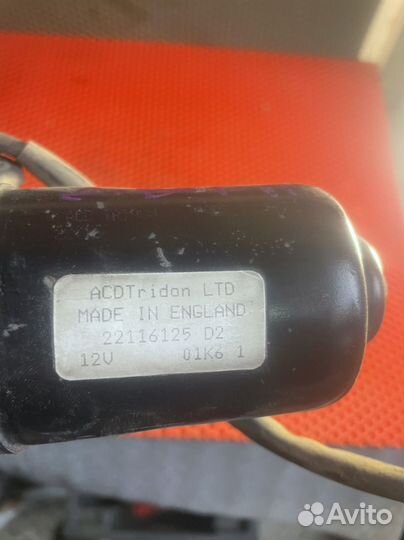 ACDTridon LTD
MADE IN ENGLAND
22116125 D2
12V 01K6 1
Avito